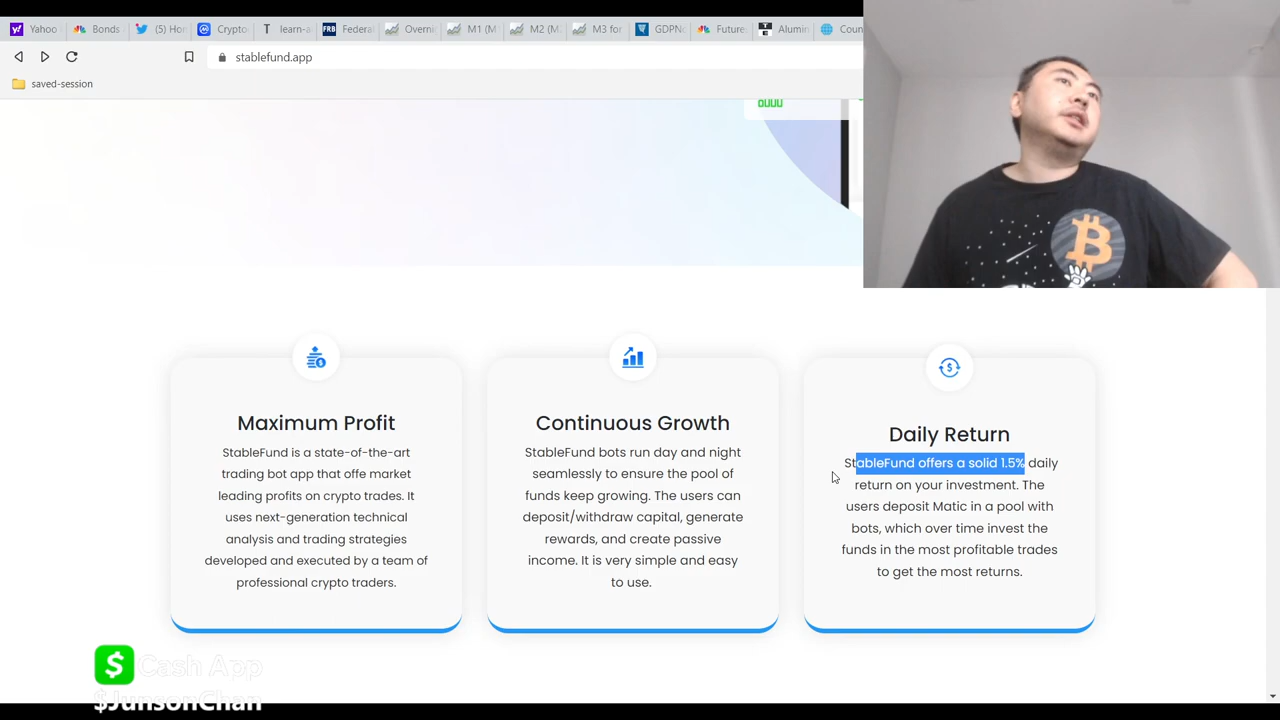 Yahoo
Bonds
(5) Ho
Crypto
learn-a
FRB
Federal
Overni
M1 (M
M2 (M
M3 for
GDPNo
Future
Alumin
Coun
stablefund.app
saved-session
Maximum Profit
StableFund is a state-of-the-art
trading bot app that offe market
leading profits on crypto trades. It
uses next-generation technical
analysis and trading strategies
developed and executed by a team of
professional crypto traders.
Continuous Growth
StableFund bots run day and night
seamlessly to ensure the pool of
funds keep growing. The users can
deposit/withdraw capital, generate
rewards, and create passive
income. It is very simple and easy
to use.
Daily Return
StableFund offers a solid 1.5% daily
return on your investment. The
users deposit Matic in a pool with
bots, which over time invest the
funds in the most profitable trades
to get the most returns.
Cash App
$JunsonChan